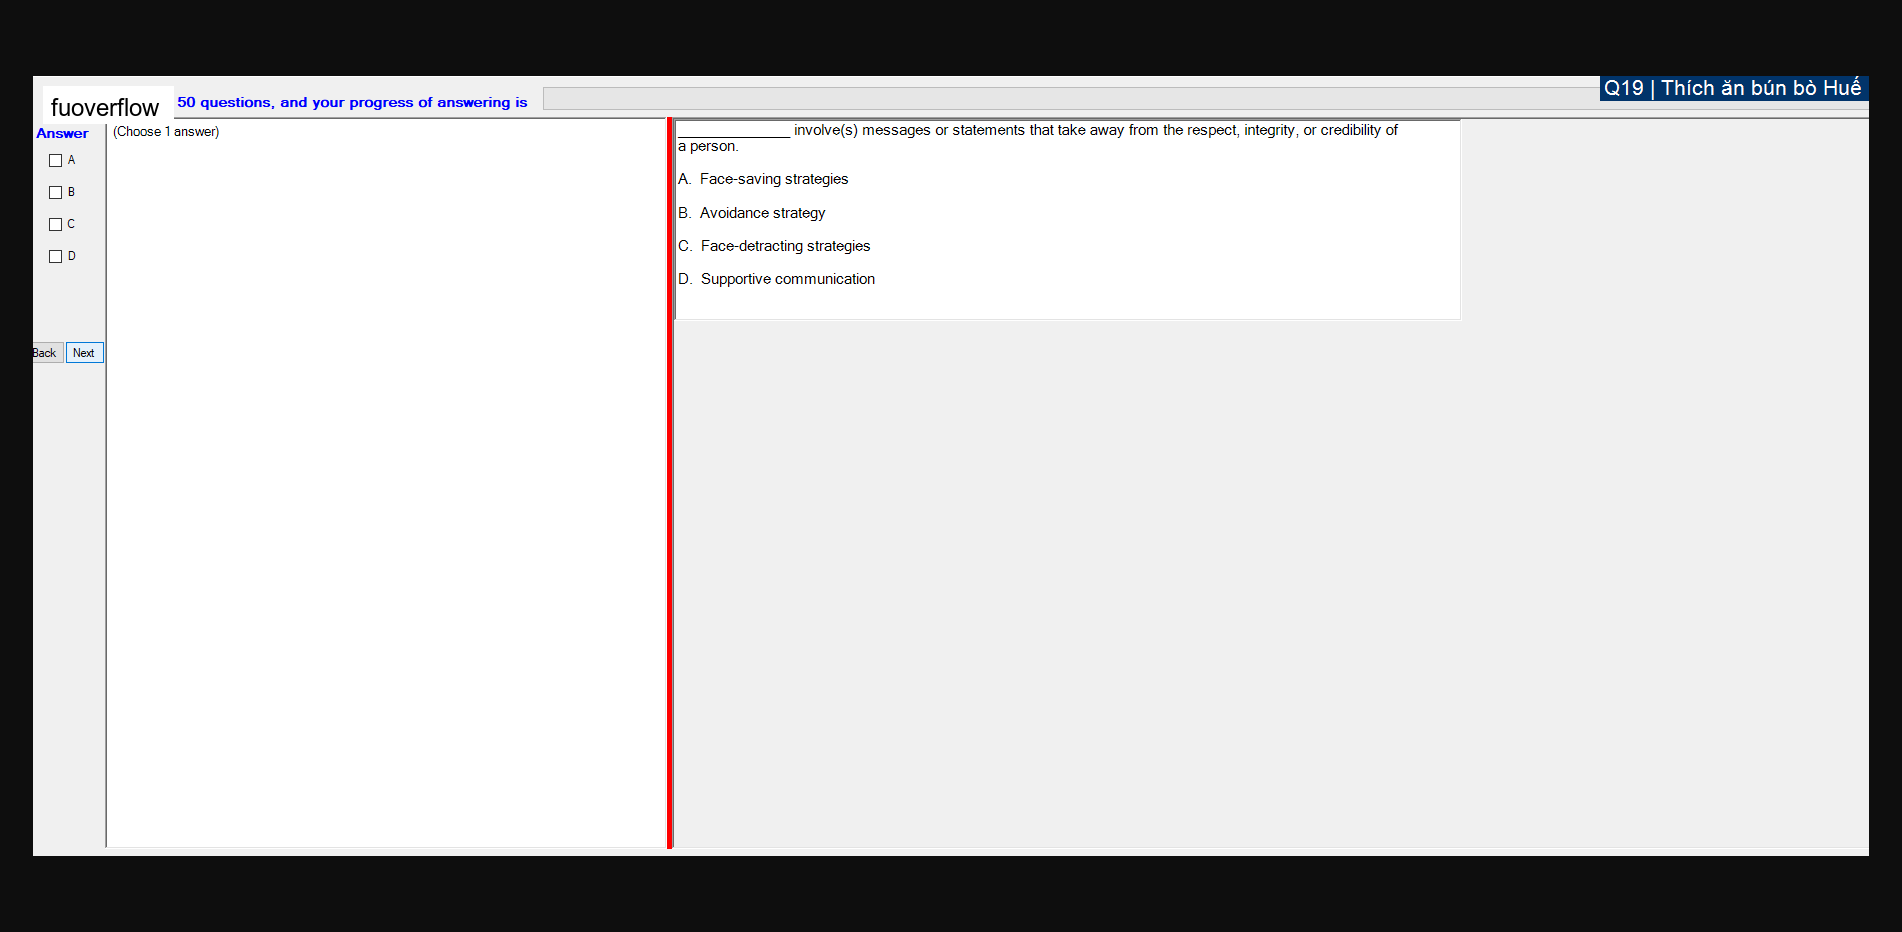 Q19 | Thích ăn bún bò Huế
fuoverflow 50 questions, and your progress of answering is
Answer
(Choose 1 answer)
A
B
C
D
Back Next
______________ involve(s) messages or statements that take away from the respect, integrity, or credibility of
a person.
A. Face-saving strategies
B. Avoidance strategy
C. Face-detracting strategies
D. Supportive communication